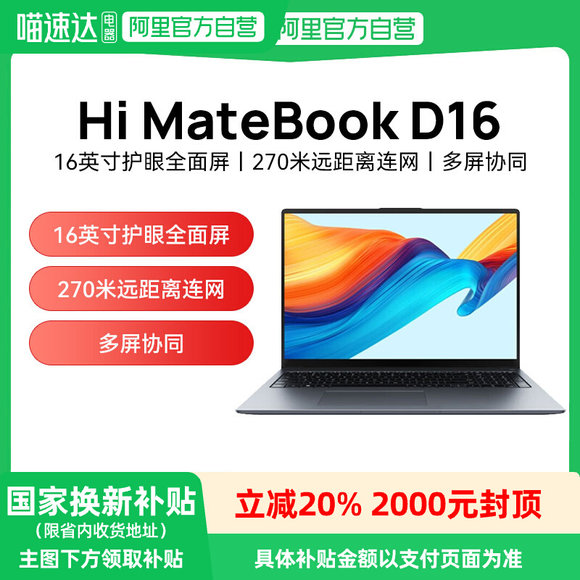 喵速达电器 阿里官方自营 阿里官方自营
Hi MateBook D16
16英寸护眼全面屏丨270米远距离连网丨多屏协同
16英寸护眼全面屏
270米远距离连网
多屏协同
国家换新补贴
(限省内收货地址)
主图下方领取补贴
立减20% 2000元封顶
具体补贴金额以支付页面为准